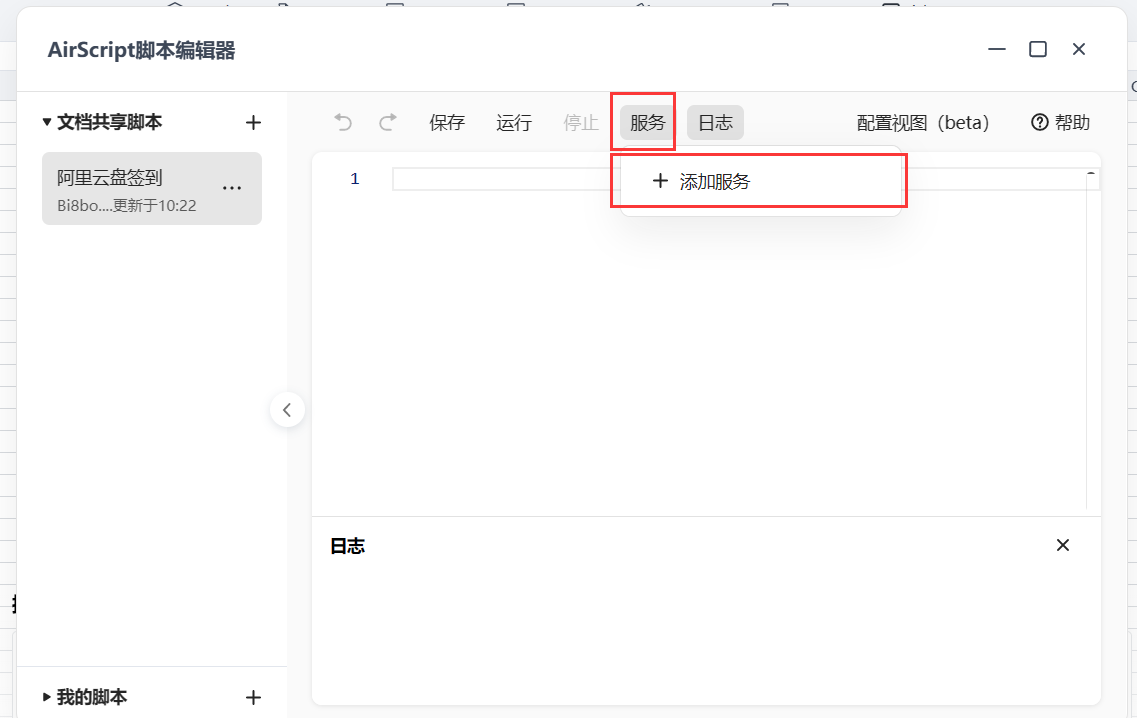 AirScript脚本编辑器
文档共享脚本
阿里云盘签到
Bi8bo....更新于10:22
保存 运行 停止 服务 日志 配置视图（beta） 帮助
添加服务
1
日志
我的脚本